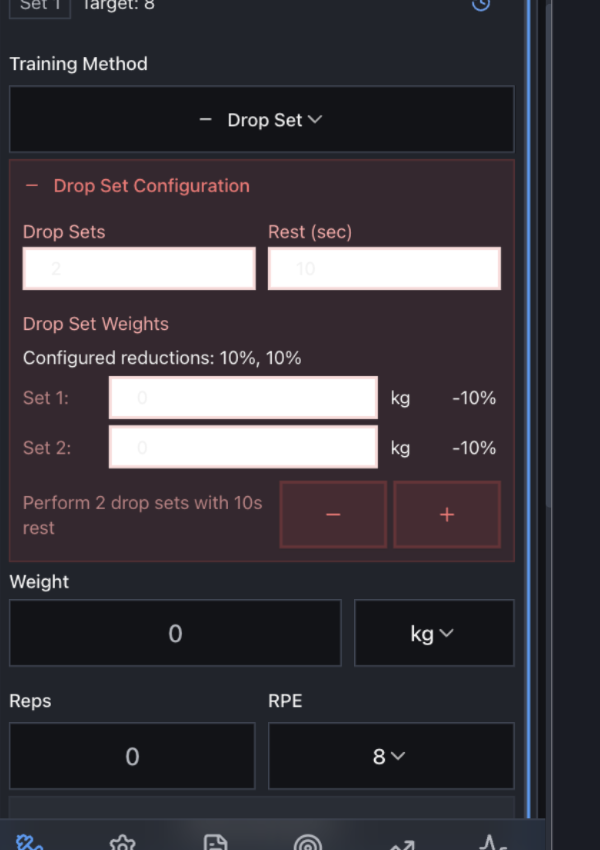 Set 1 Target: 8
Training Method
− Drop Set
− Drop Set Configuration
Drop Sets Rest (sec)
2 10
Drop Set Weights
Configured reductions: 10%, 10%
Set 1: 0 kg -10%
Set 2: 0 kg -10%
Perform 2 drop sets with 10s
rest
− +
Weight
0 kg
Reps RPE
0 8